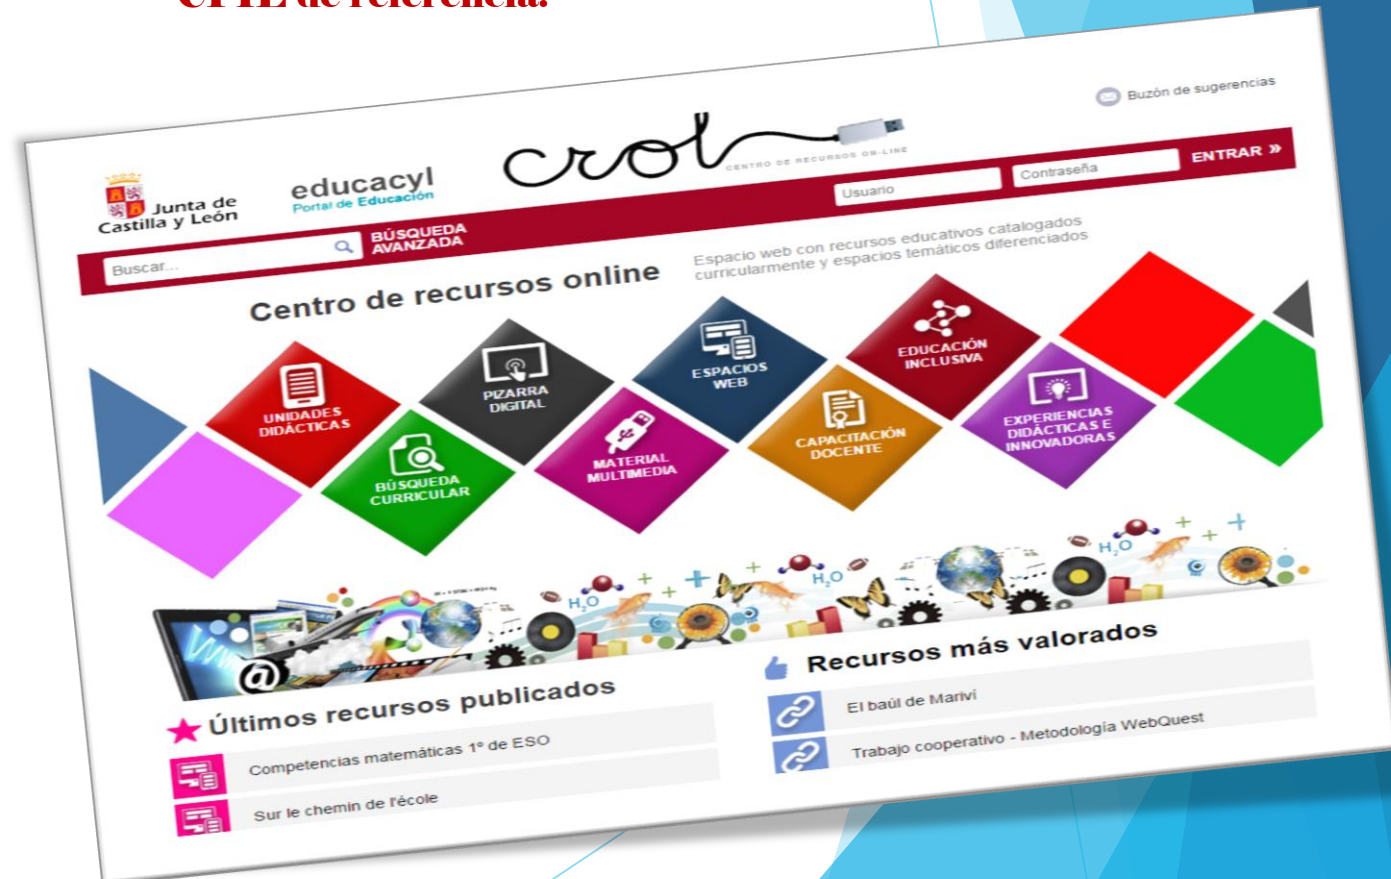 CFIE de referencia.
Buzón de sugerencias
Junta de
Castilla y León
educacyl
Portal de Educación
crol
CENTRO DE RECURSOS ON-LINE
Usuario
Contraseña
ENTRAR »
Buscar...
BÚSQUEDA
AVANZADA
Centro de recursos online
Espacio web con recursos educativos catalogados
curricularmente y espacios temáticos diferenciados
UNIDADES
DIDÁCTICAS
PIZARRA
DIGITAL
ESPACIOS
WEB
EDUCACIÓN
INCLUSIVA
BÚSQUEDA
CURRICULAR
MATERIAL
MULTIMEDIA
CAPACITACIÓN
DOCENTE
EXPERIENCIAS
DIDÁCTICAS E
INNOVADORAS
WWW
@
H₂O
H₂O
H₂O
Últimos recursos publicados
Competencias matemáticas 1º de ESO
Sur le chemin de l'école
Recursos más valorados
El baúl de Mariví
Trabajo cooperativo - Metodología WebQuest